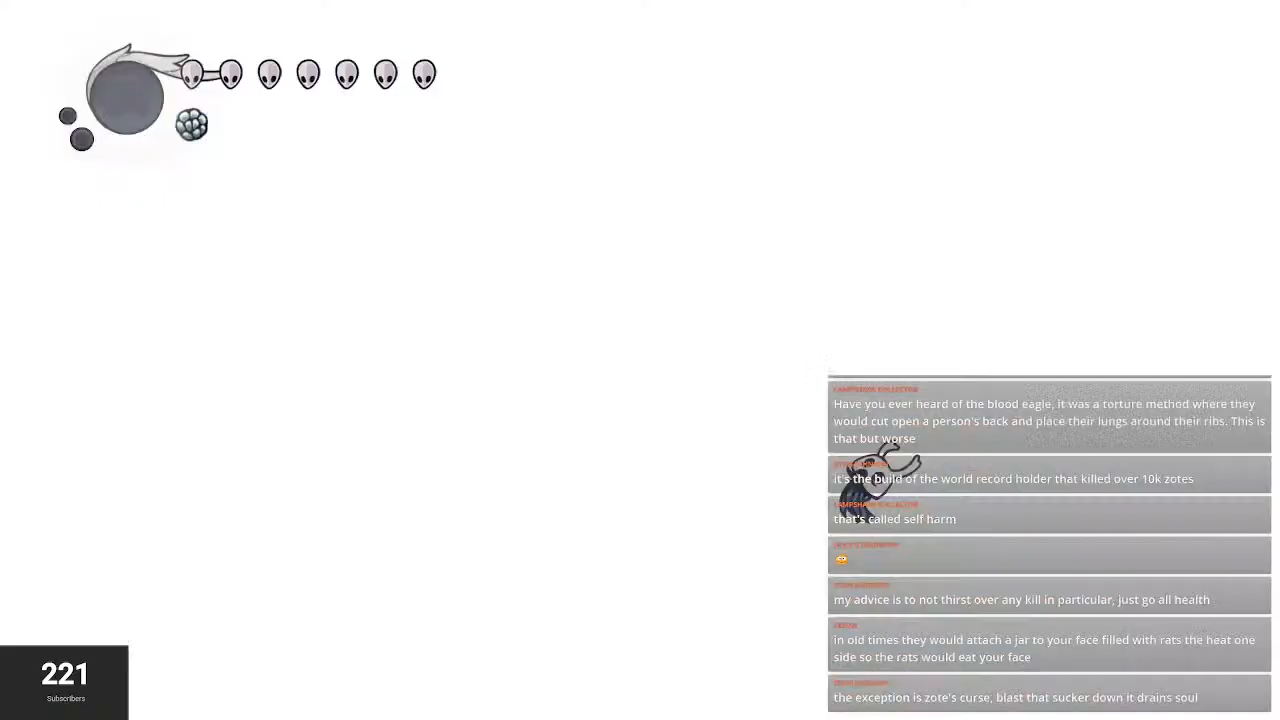 LAMPSHADE COLLECTOR
Have you ever heard of the blood eagle, it was a torture method where they
would cut open a person's back and place their lungs around their ribs. This is
that but worse
it's the build of the world record holder that killed over 10k zotes
LAMPSHADE COLLECTOR
that's called self harm
my advice is to not thirst over any kill in particular, just go all health
in old times they would attach a jar to your face filled with rats the heat one
side so the rats would eat your face
the exception is zote's curse, blast that sucker down it drains soul
221
Subscribers